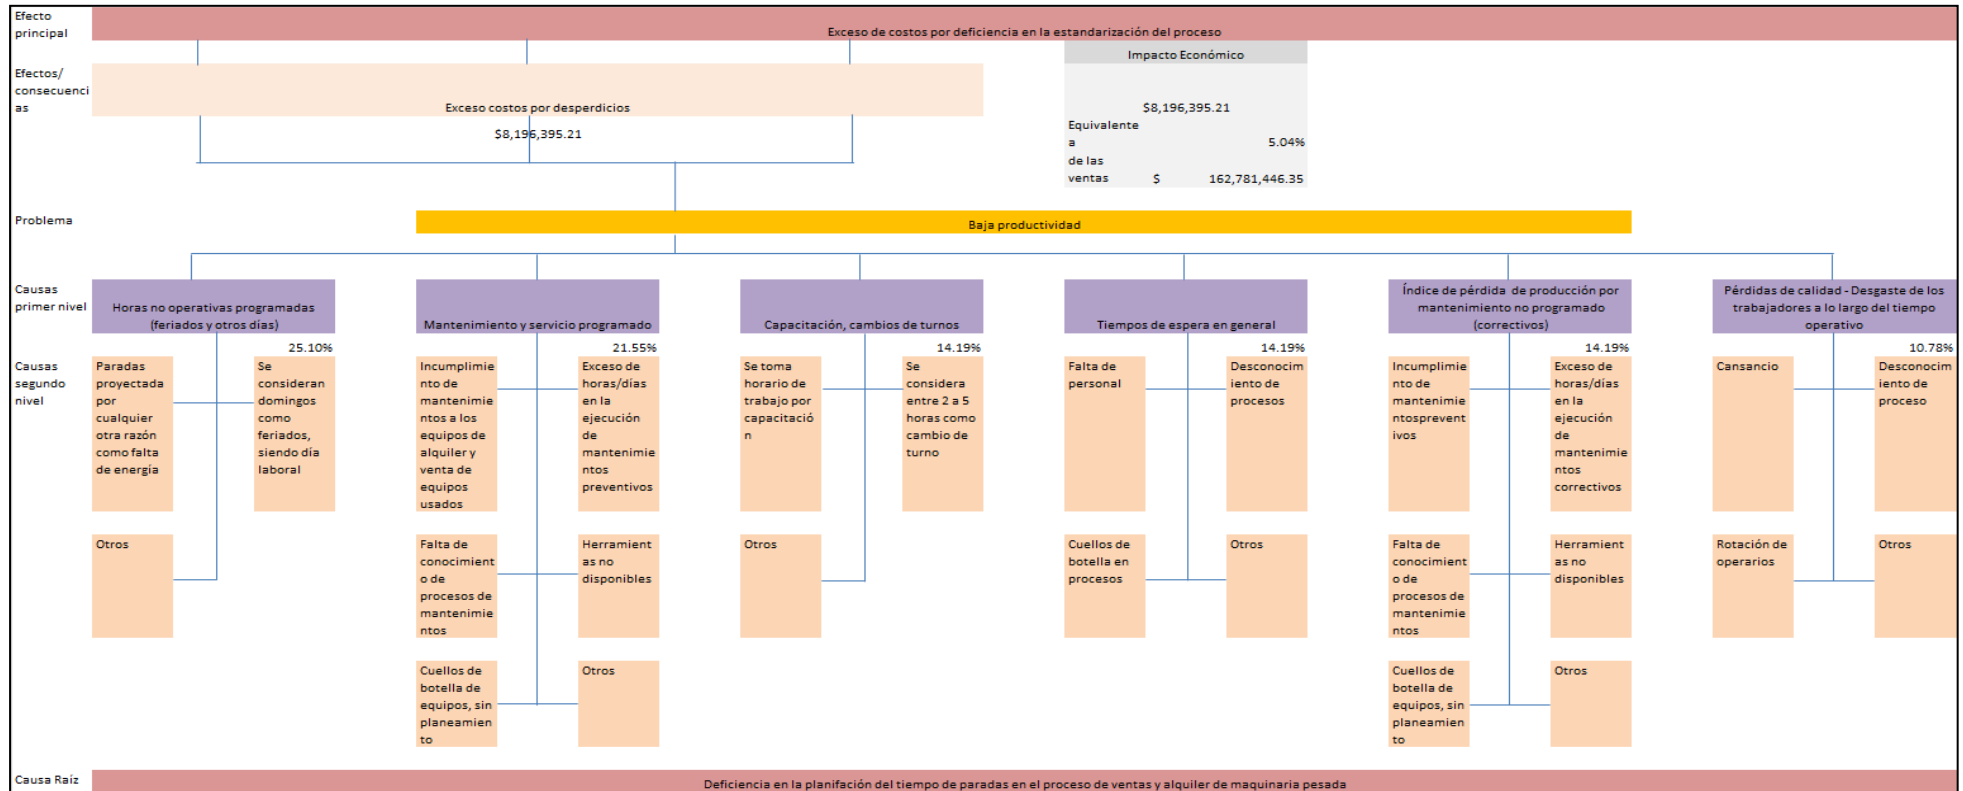 Efecto
principal
Exceso de costos por deficiencia en la estandarización del proceso
Impacto Económico
Efectos/
consecuenci
as
Exceso costos por desperdicios
$8,196,395.21
$8,196,395.21
Equivalente
a
5.04%
de las
ventas
$ 162,781,446.35
Problema
Baja productividad
Causas
primer nivel
Horas no operativas programadas
(feriados y otros días)
25.10%
Mantenimiento y servicio programado
21.55%
Capacitación, cambios de turnos
14.19%
Tiempos de espera en general
14.19%
Índice de pérdida de producción por
mantenimiento no programado
(correctivos)
14.19%
Pérdidas de calidad - Desgaste de los
trabajadores a lo largo del tiempo
operativo
10.78%
Causas
segundo
nivel
Paradas
proyectada
por
cualquier
otra razón
como falta
de energía
Se
consideran
domingos
como
feriados,
siendo día
laboral
Otros
Incumplimie
nto de
mantenimie
ntos a los
equipos de
alquiler y
venta de
equipos
usados
Exceso de
horas/días
en la
ejecución
de
mantenimie
ntos
preventivos
Falta de
conocimient
o de
procesos de
mantenimie
ntos
Herramient
as no
disponibles
Cuellos de
botella de
equipos, sin
planeamien
to
Otros
Se toma
horario de
trabajo por
capacitació
n
Se
considera
entre 2 a 5
horas como
cambio de
turno
Otros
Falta de
personal
Desconocim
iento de
procesos
Cuellos de
botella en
procesos
Otros
Incumplimie
nto de
mantenimie
ntosprevent
ivos
Exceso de
horas/días
en la
ejecución
de
mantenimie
ntos
correctivos
Falta de
conocimient
o de
procesos de
mantenimie
ntos
Herramient
as no
disponibles
Cuellos de
botella de
equipos, sin
planeamien
to
Otros
Cansancio
Desconocim
iento de
proceso
Rotación de
operarios
Otros
Causa Raíz
Deficiencia en la planifación del tiempo de paradas en el proceso de ventas y alquiler de maquinaria pesada